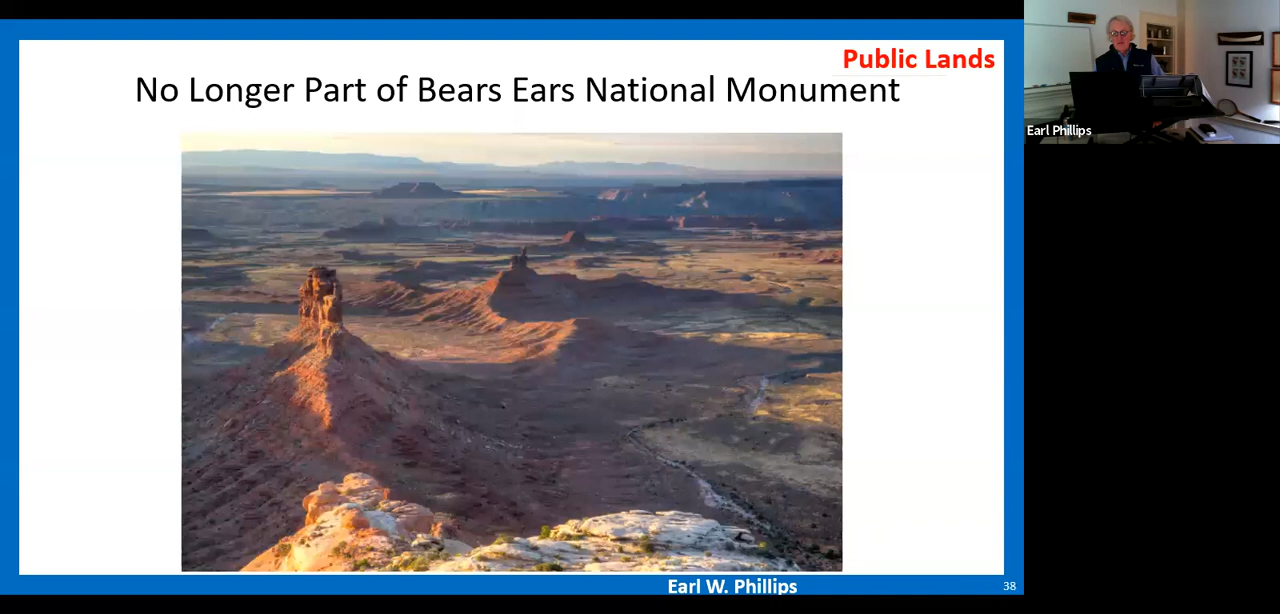 Public Lands
No Longer Part of Bears Ears National Monument
Earl Phillips
Earl W. Phillips
38